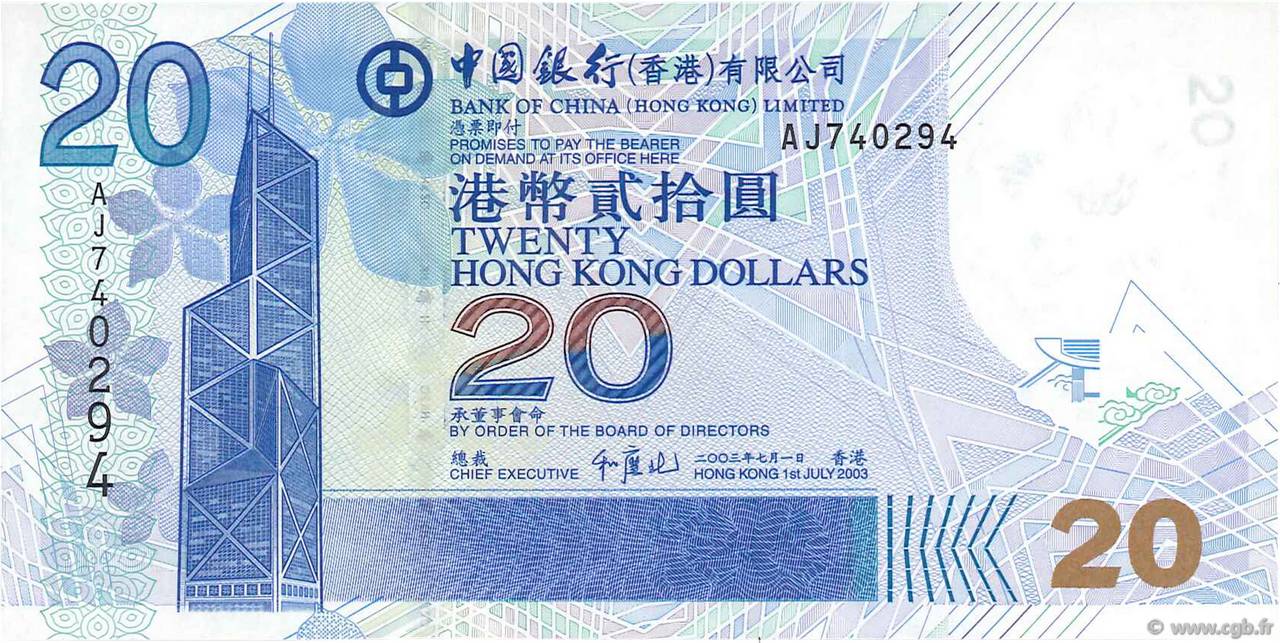 20
中國銀行(香港)有限公司
BANK OF CHINA (HONG KONG) LIMITED
憑票即付
PROMISES TO PAY THE BEARER
ON DEMAND AT ITS OFFICE HERE
AJ740294
AJ740294
港幣貳拾圓
TWENTY
HONG KONG DOLLARS
20
20
承董事會命
BY ORDER OF THE BOARD OF DIRECTORS
總裁
CHIEF EXECUTIVE
二〇〇三年七月一日 香港
HONG KONG 1st JULY 2003
20
© www.cgb.fr